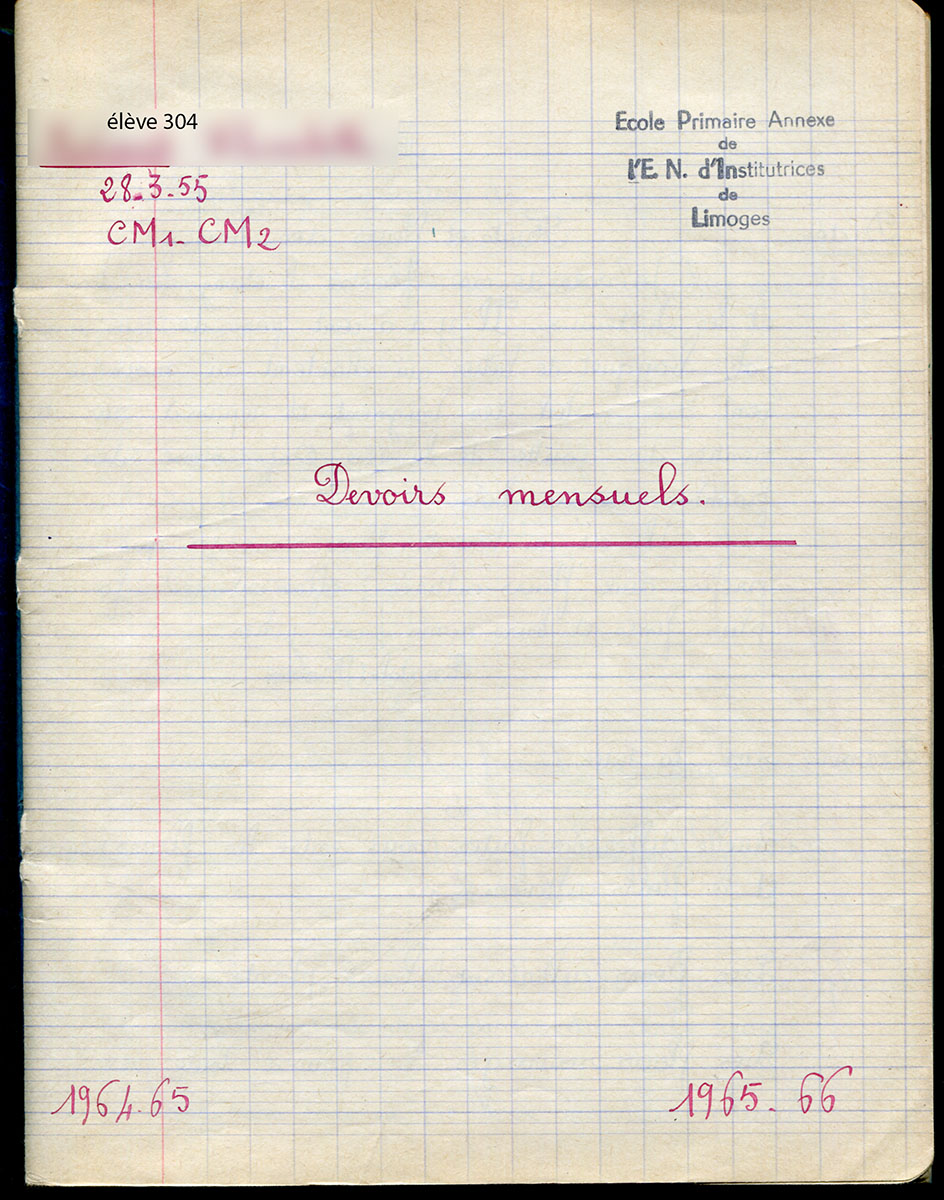 élève 304
28-3-55
CM1- CM2
Ecole Primaire Annexe
de
l'E. N. d'Institutrices
de
Limoges
Devoirs mensuels.
1964.65
1965. 66